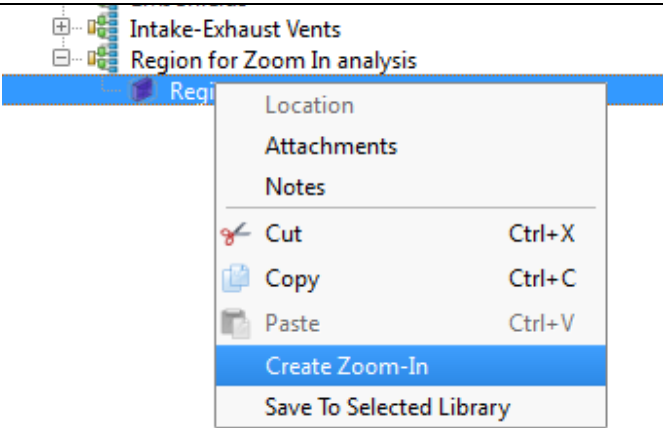 Intake-Exhaust Vents
Region for Zoom In analysis
Regi
Location
Attachments
Notes
Cut Ctrl+X
Copy Ctrl+C
Paste Ctrl+V
Create Zoom-In
Save To Selected Library